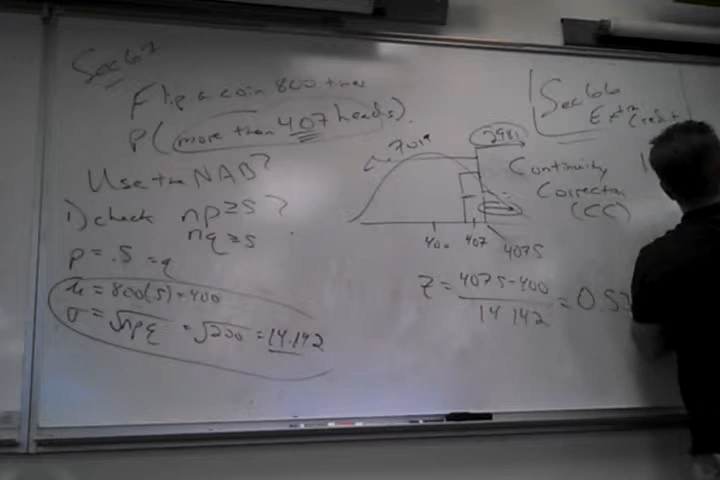 Sec 6.7
Flip a coin 800 times
P(more than 407 heads).
Use the NAB?
1) check np≥5?
nq≥5
p = .5 = q
μ = 800(.5) = 400
σ = √npq = √200 = 14.142
.7019
.2981
Continuity
Correction
(CC)
400 407
407.5
z = 407.5-400
14.142
= 0.53
Sec 6.6
Extra Credit